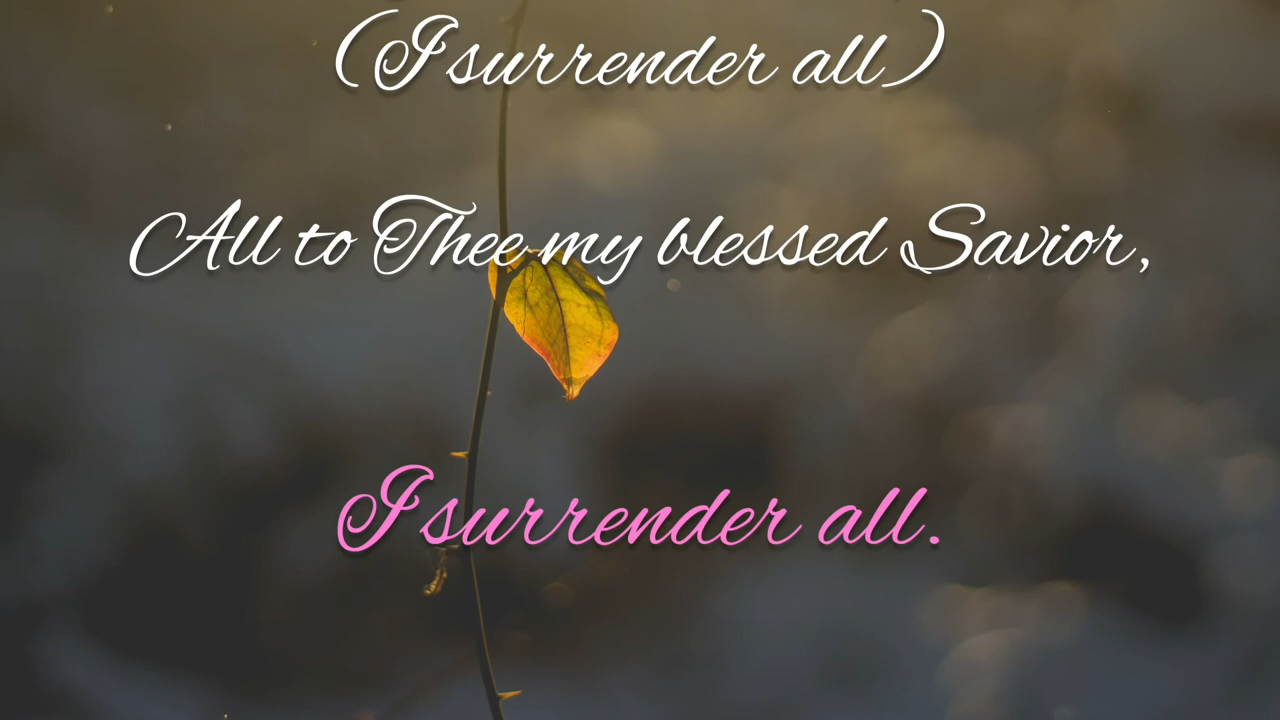 (I surrender all)
All to Thee my blessed Savior,
I surrender all.